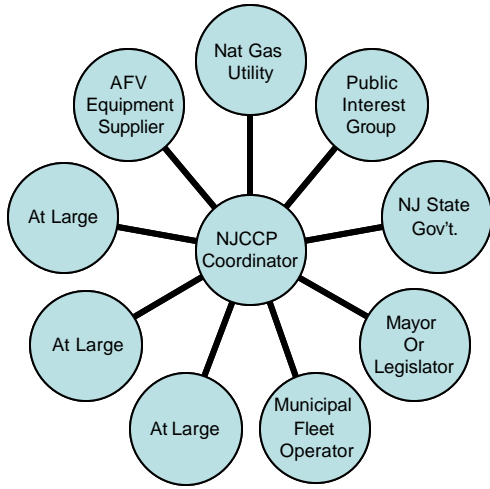 Nat Gas
Utility
AFV
Equipment
Supplier
Public
Interest
Group
At Large
NJ State
Gov't.
NJCCP
Coordinator
At Large
Mayor
Or
Legislator
At Large
Municipal
Fleet
Operator